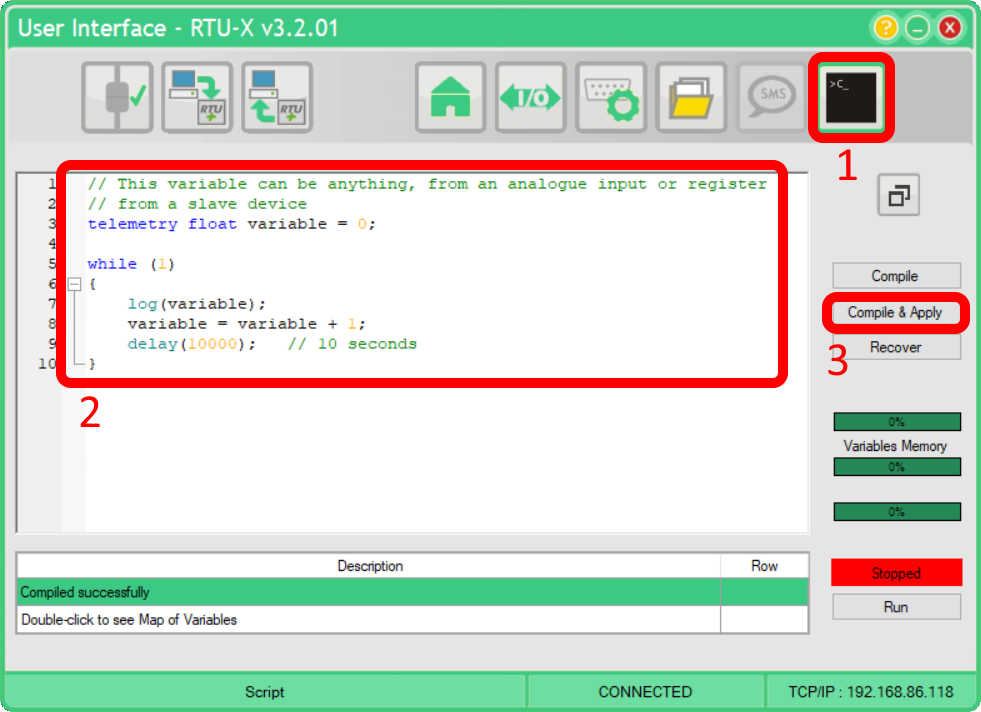 User Interface - RTU-X v3.2.01
?
RTU
RTU
I/O
SMS
>C_
1
1 // This variable can be anything, from an analogue input or register
2 // from a slave device
3 telemetry float variable = 0;
4
5 while (1)
6 {
7 log(variable);
8 variable = variable + 1;
9 delay(10000); // 10 seconds
10 }
2
Compile
Compile & Apply
Recover
3
0%
Variables Memory
0%
0%
Description Row
Compiled successfully
Double-click to see Map of Variables
Stopped
Run
Script CONNECTED TCP/IP : 192.168.86.118